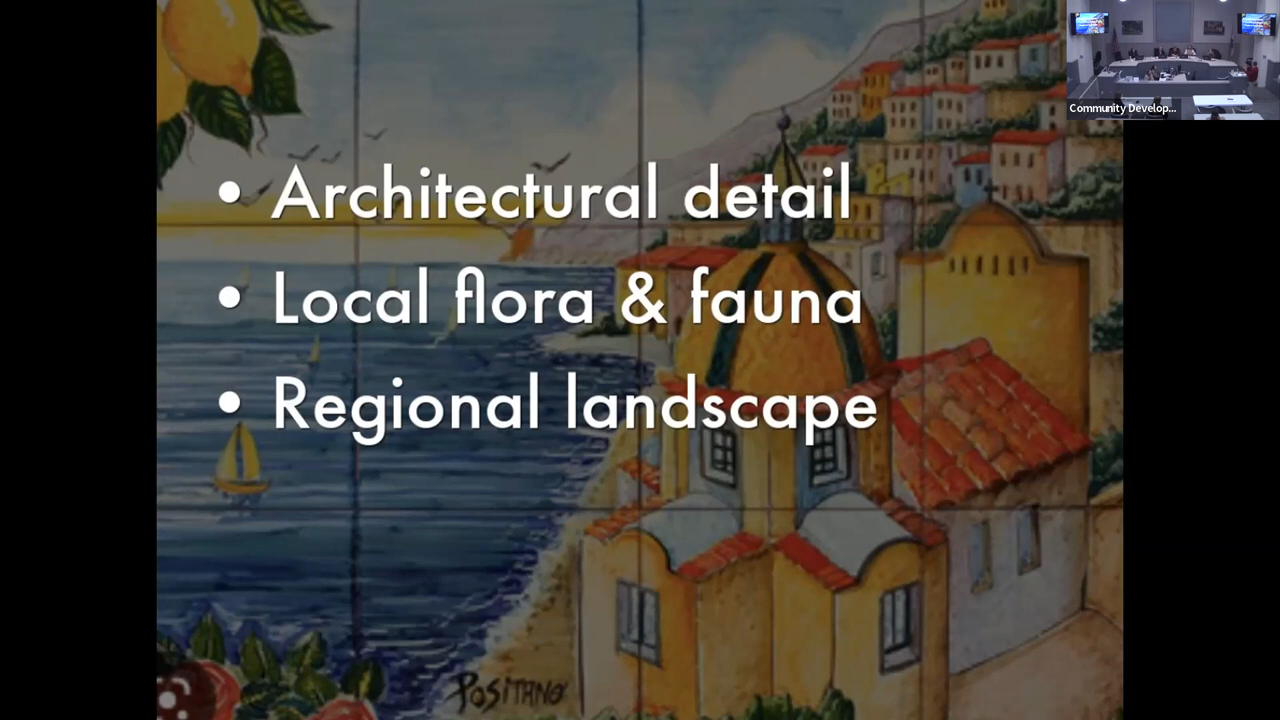 Community Develop...
• Architectural detail
• Local flora & fauna
• Regional landscape
POSITANO